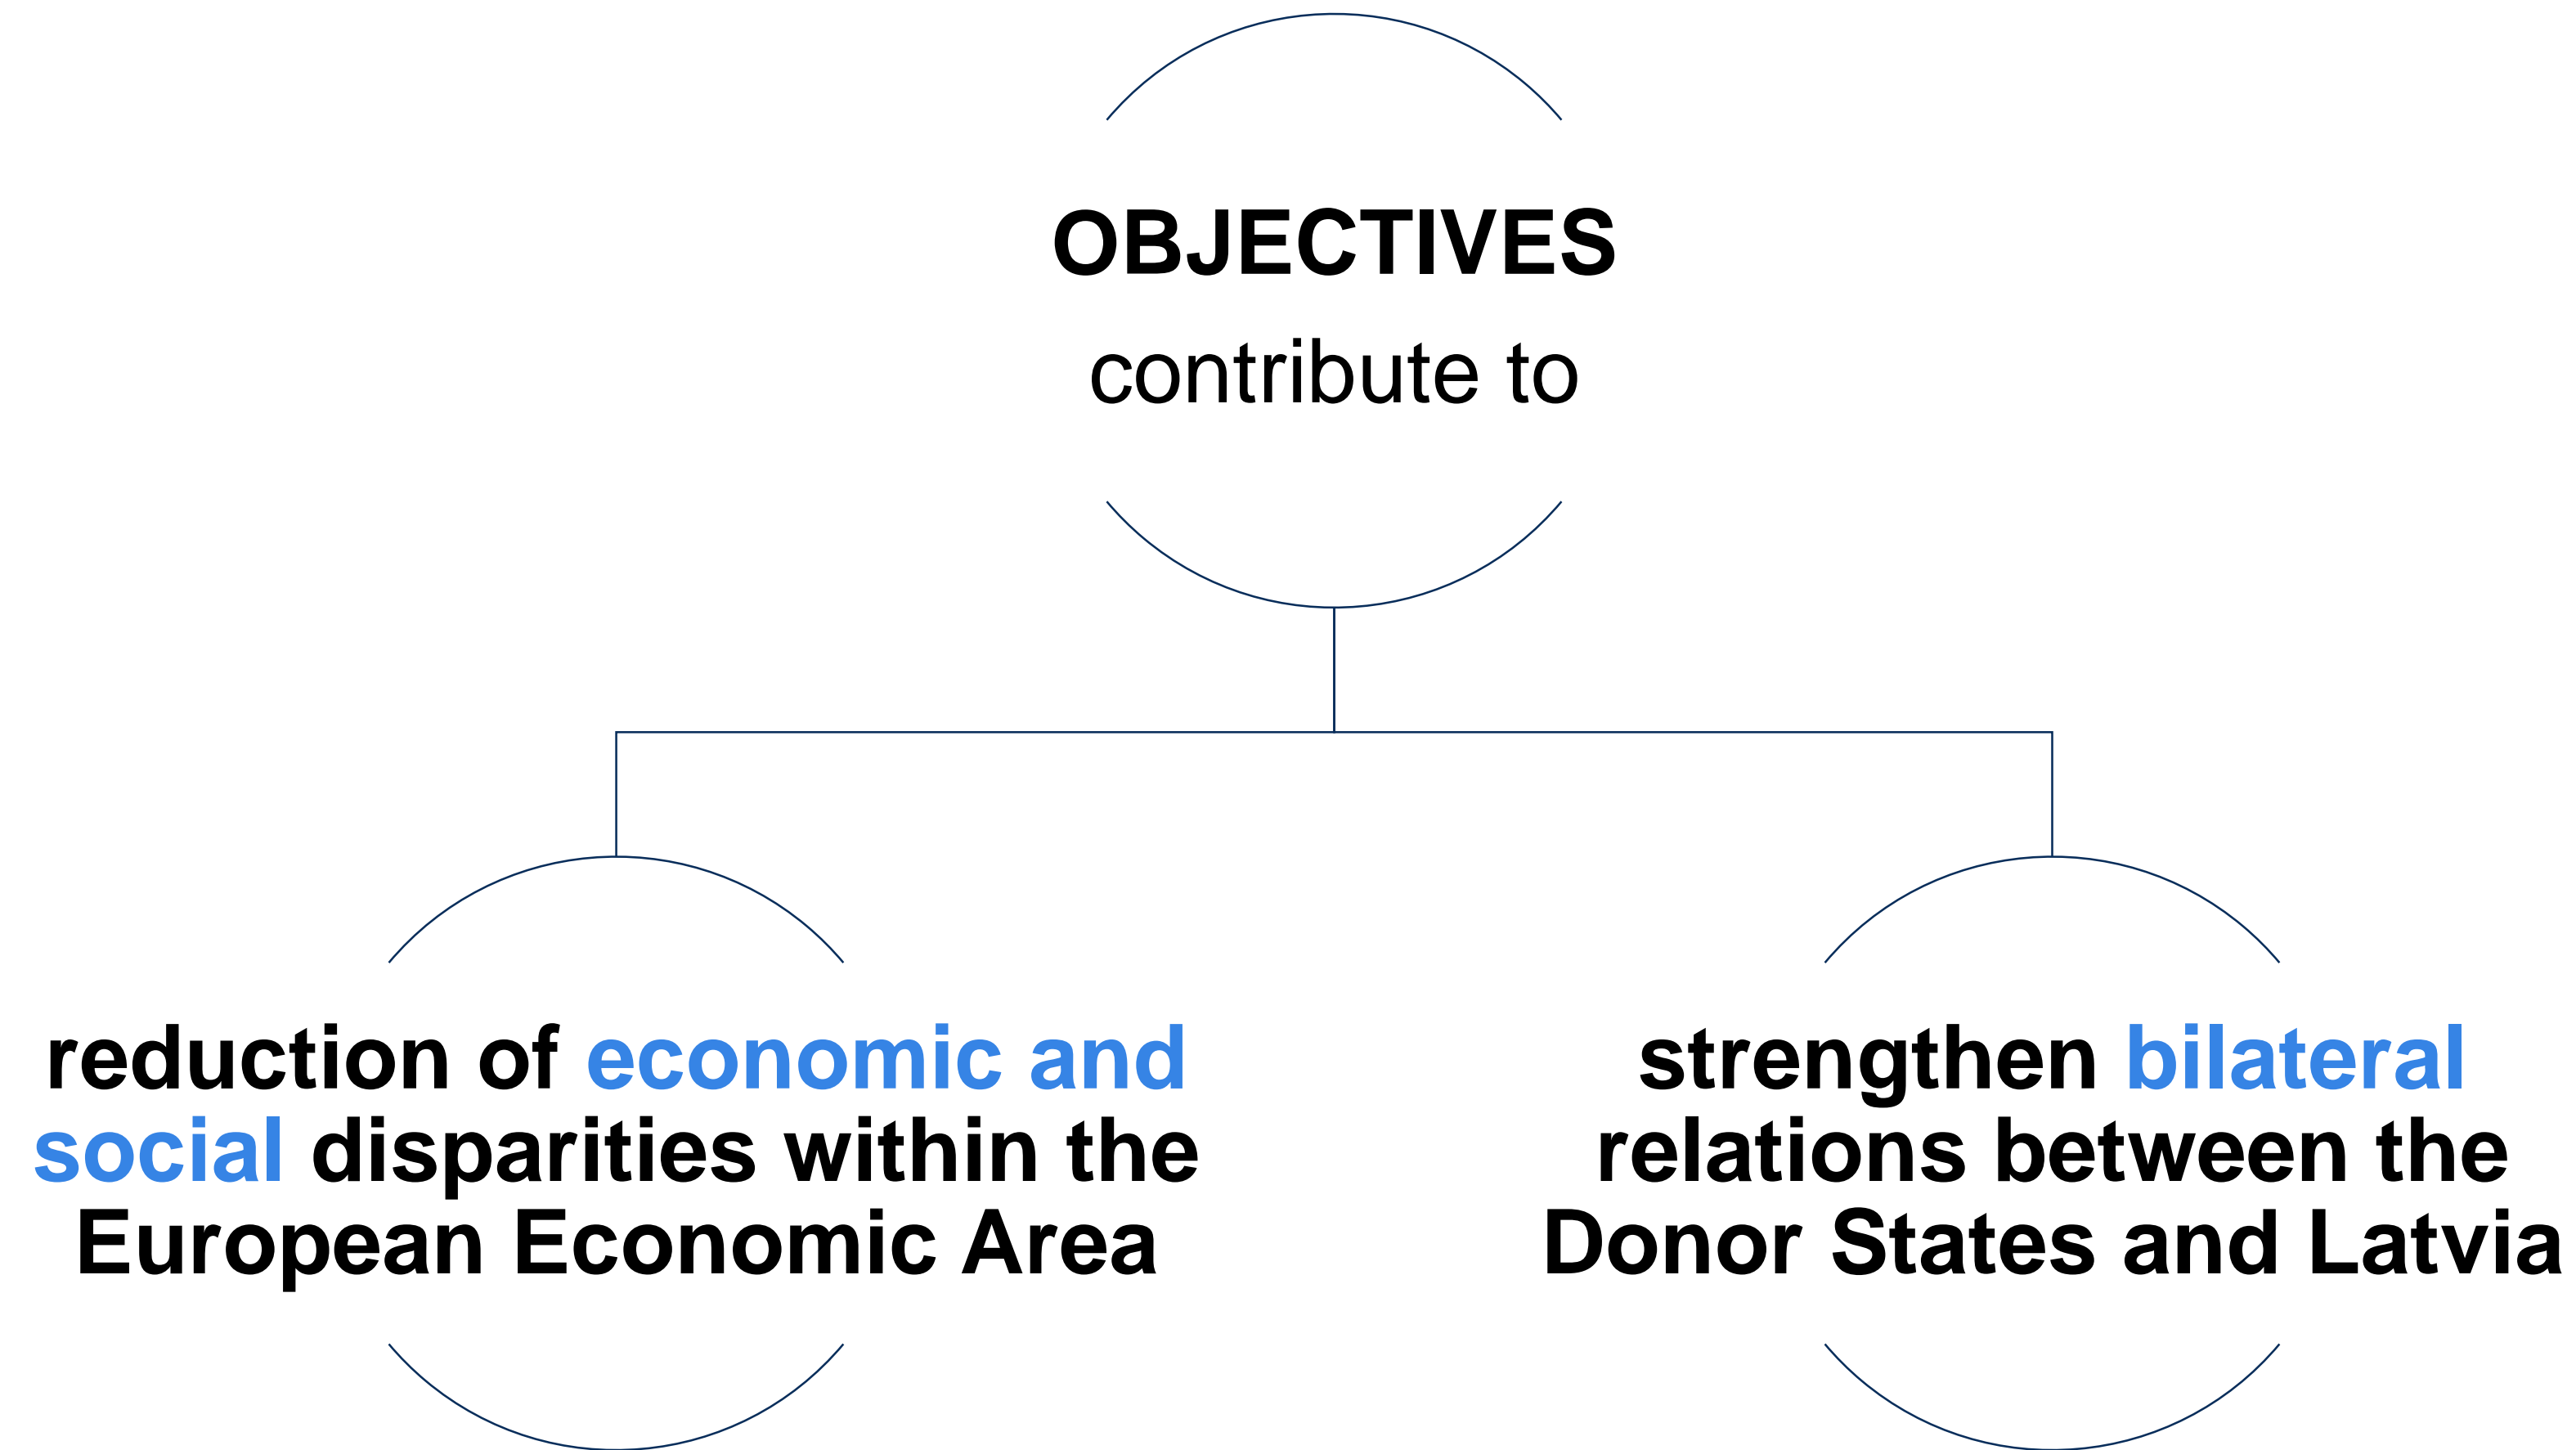 OBJECTIVES
contribute to
reduction of economic and
social disparities within the
European Economic Area
strengthen bilateral
relations between the
Donor States and Latvia